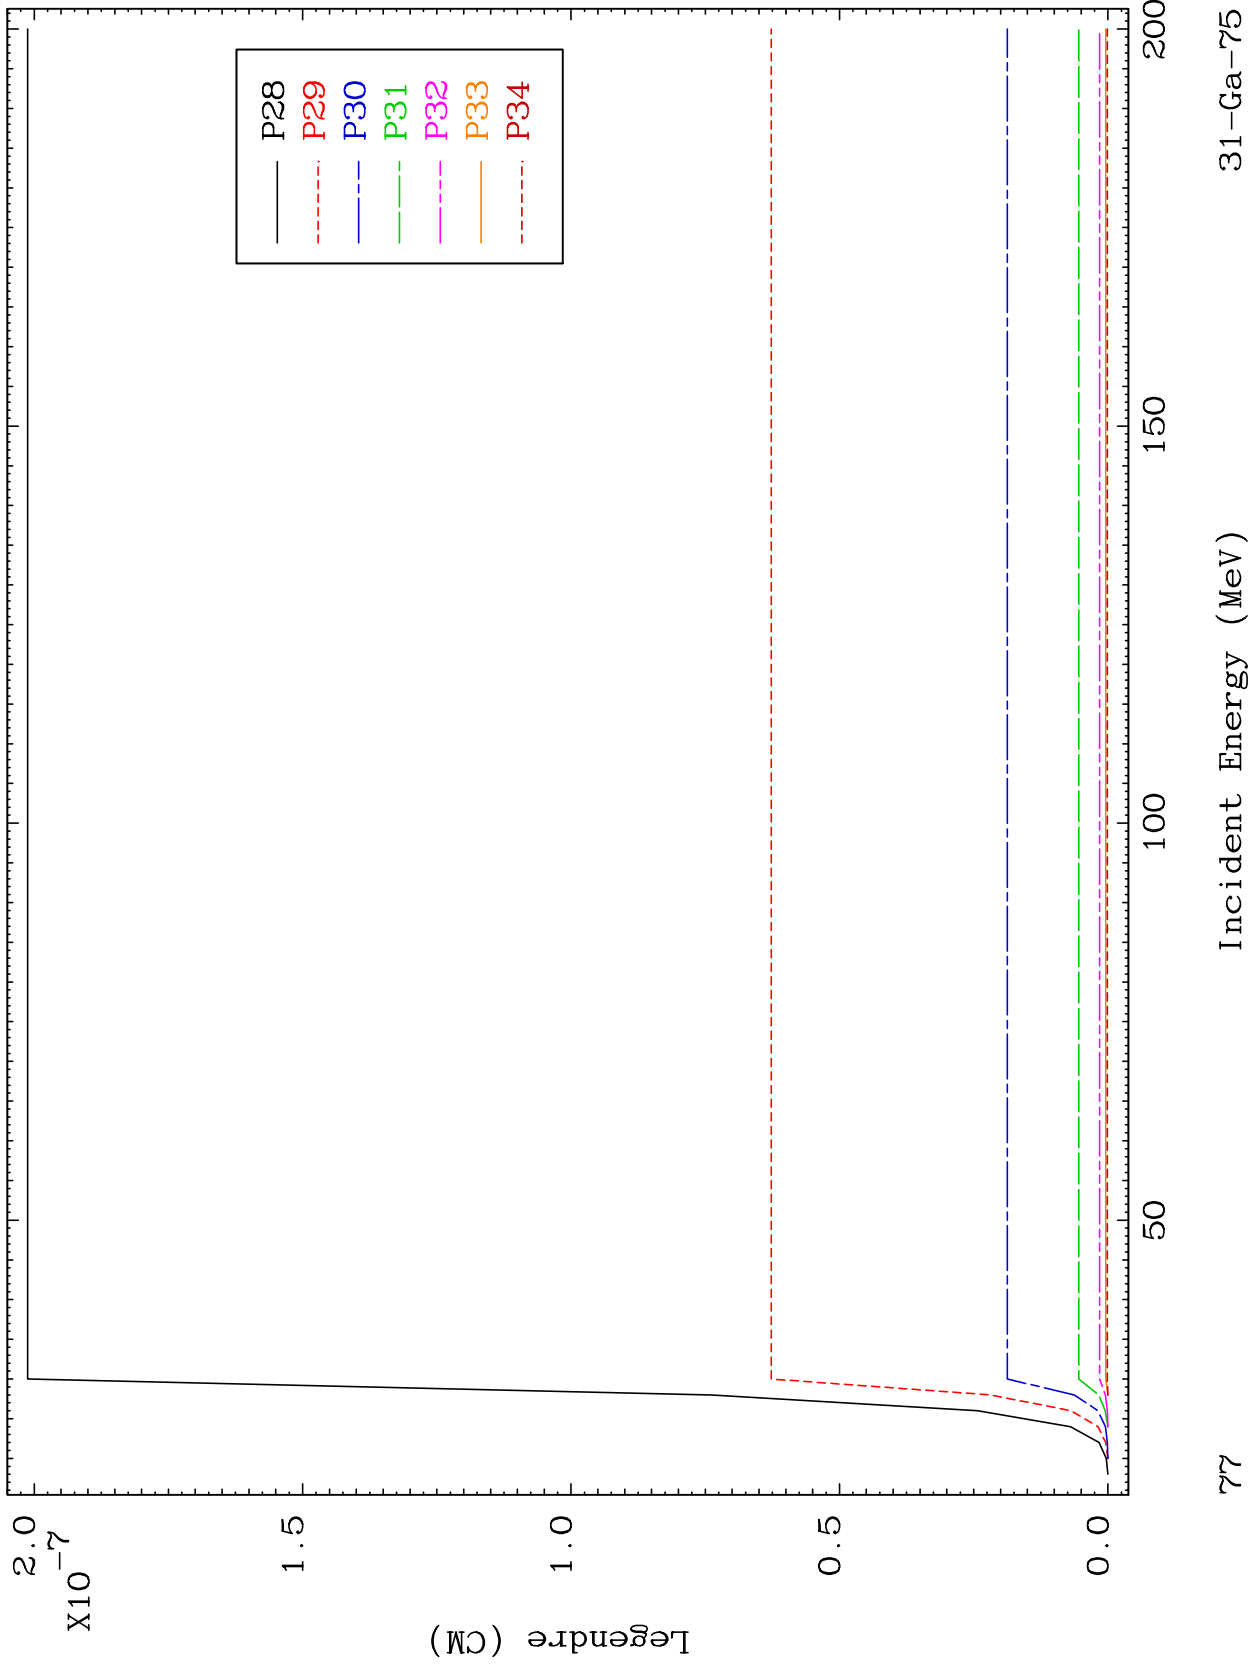 Legendre (CM)
X10-7
2.0
1.5
1.0
0.5
0.0
P28
P29
P30
P31
P32
P33
P34
50
100
150
200
Incident Energy (MeV)
77
31-Ga-75